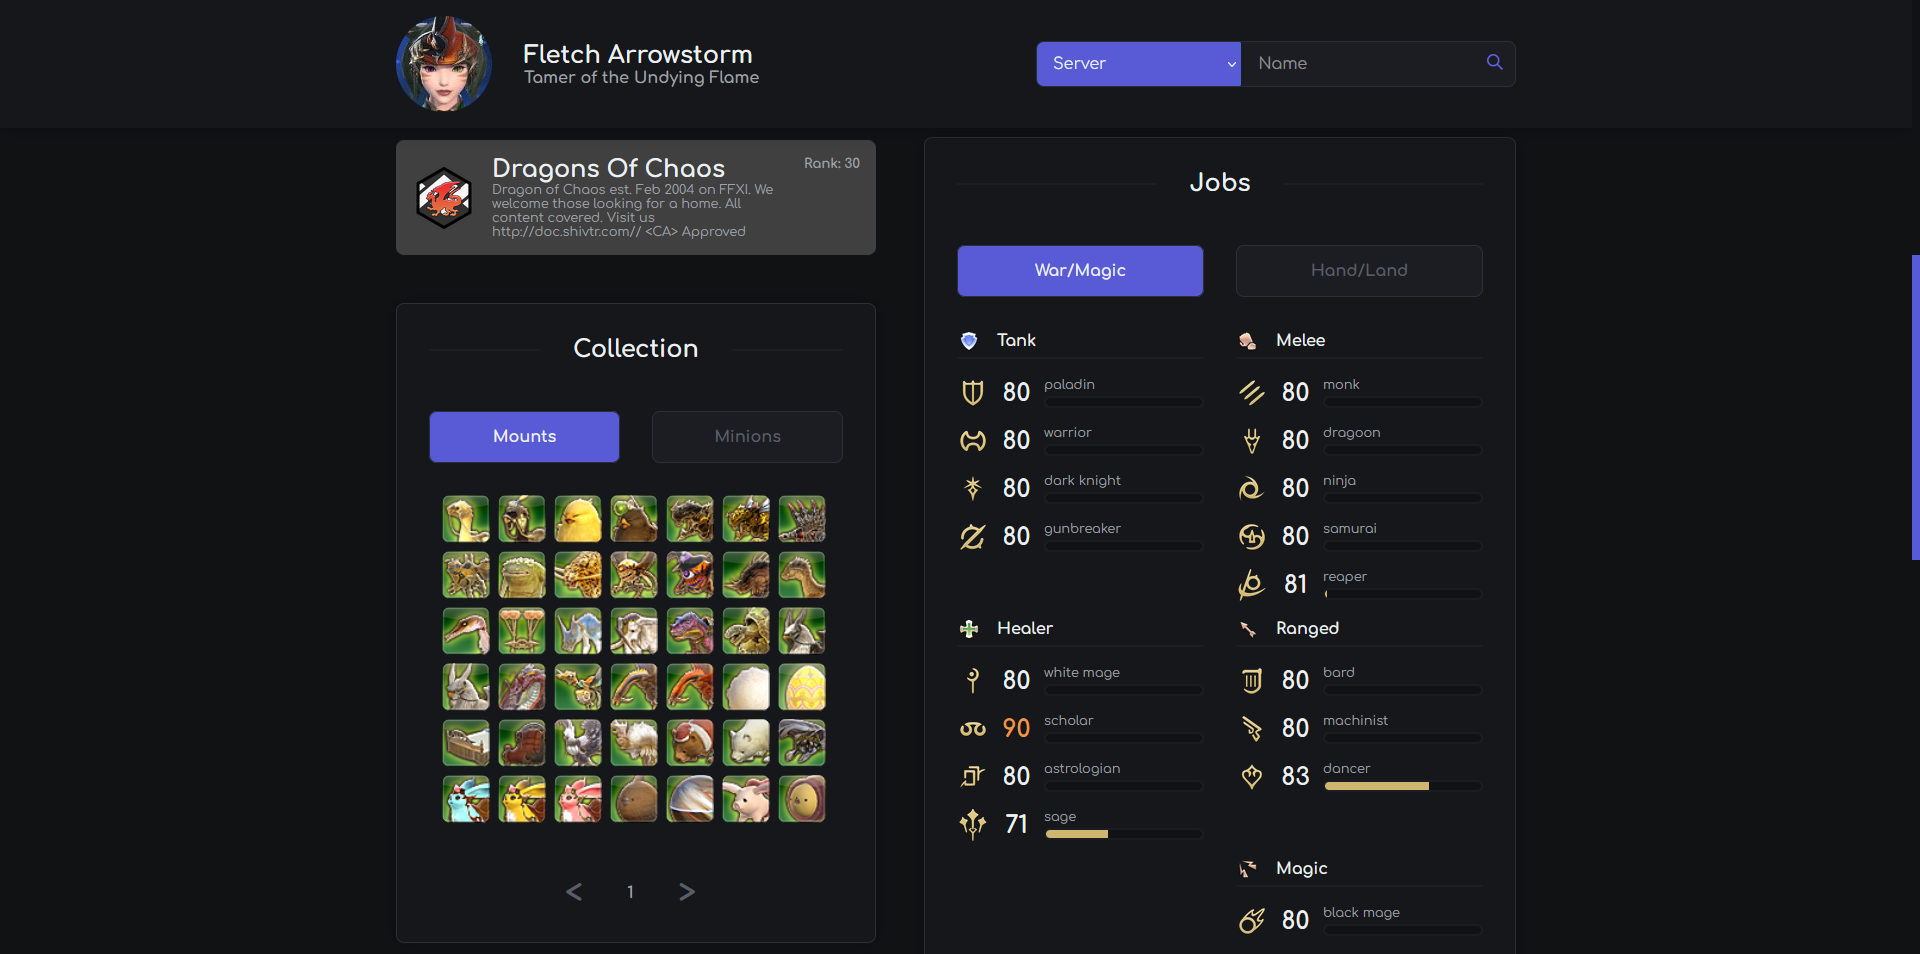 Fletch Arrowstorm
Tamer of the Undying Flame
Server
Name
Dragons Of Chaos
Rank: 30
Dragon of Chaos est. Feb 2004 on FFXI. We
welcome those looking for a home. All
content covered. Visit us
http://doc.shivtr.com// <CA> Approved
Collection
Mounts
Minions
< 1 >
Jobs
War/Magic
Hand/Land
Tank
80 paladin
80 warrior
80 dark knight
80 gunbreaker
Melee
80 monk
80 dragoon
80 ninja
80 samurai
81 reaper
Healer
80 white mage
90 scholar
80 astrologian
71 sage
Ranged
80 bard
80 machinist
83 dancer
Magic
80 black mage